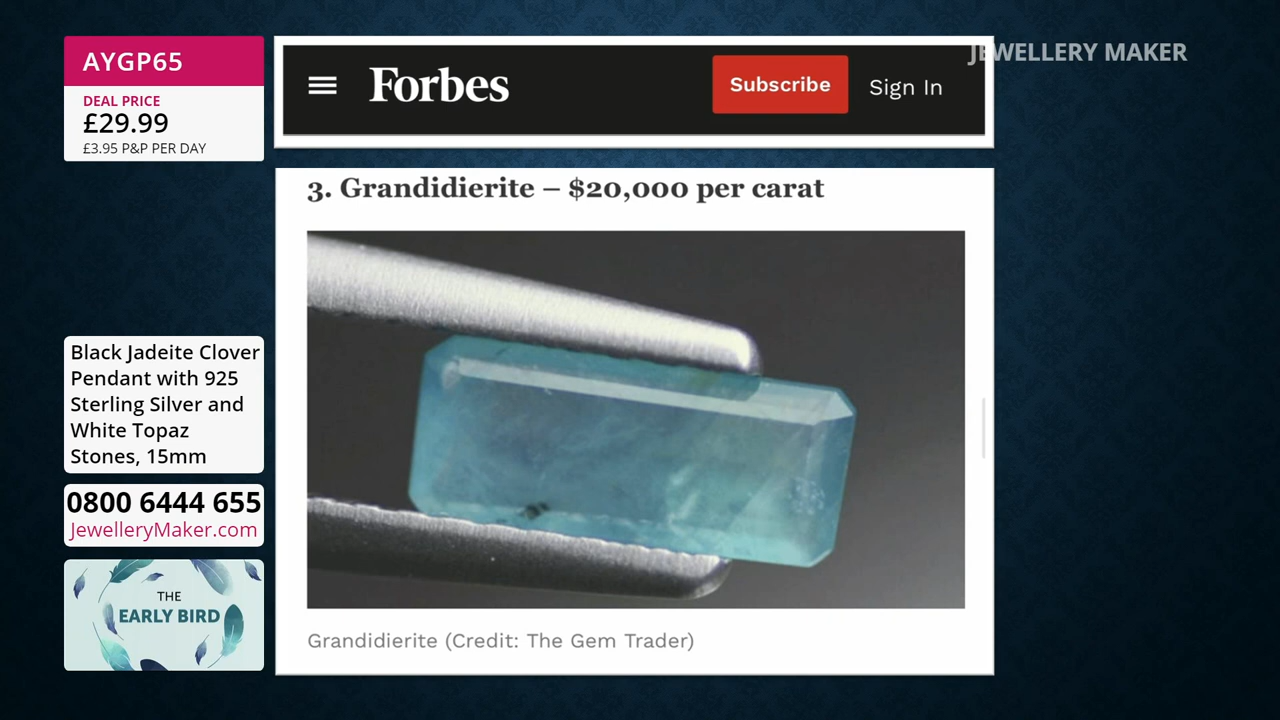 AYGP65
DEAL PRICE
£29.99
£3.95 P&P PER DAY
Black Jadeite Clover
Pendant with 925
Sterling Silver and
White Topaz
Stones, 15mm
0800 6444 655
JewelleryMaker.com
THE
EARLY BIRD
Forbes
Subscribe
Sign In
JEWELLERY MAKER
3. Grandidierite – $20,000 per carat
Grandidierite (Credit: The Gem Trader)